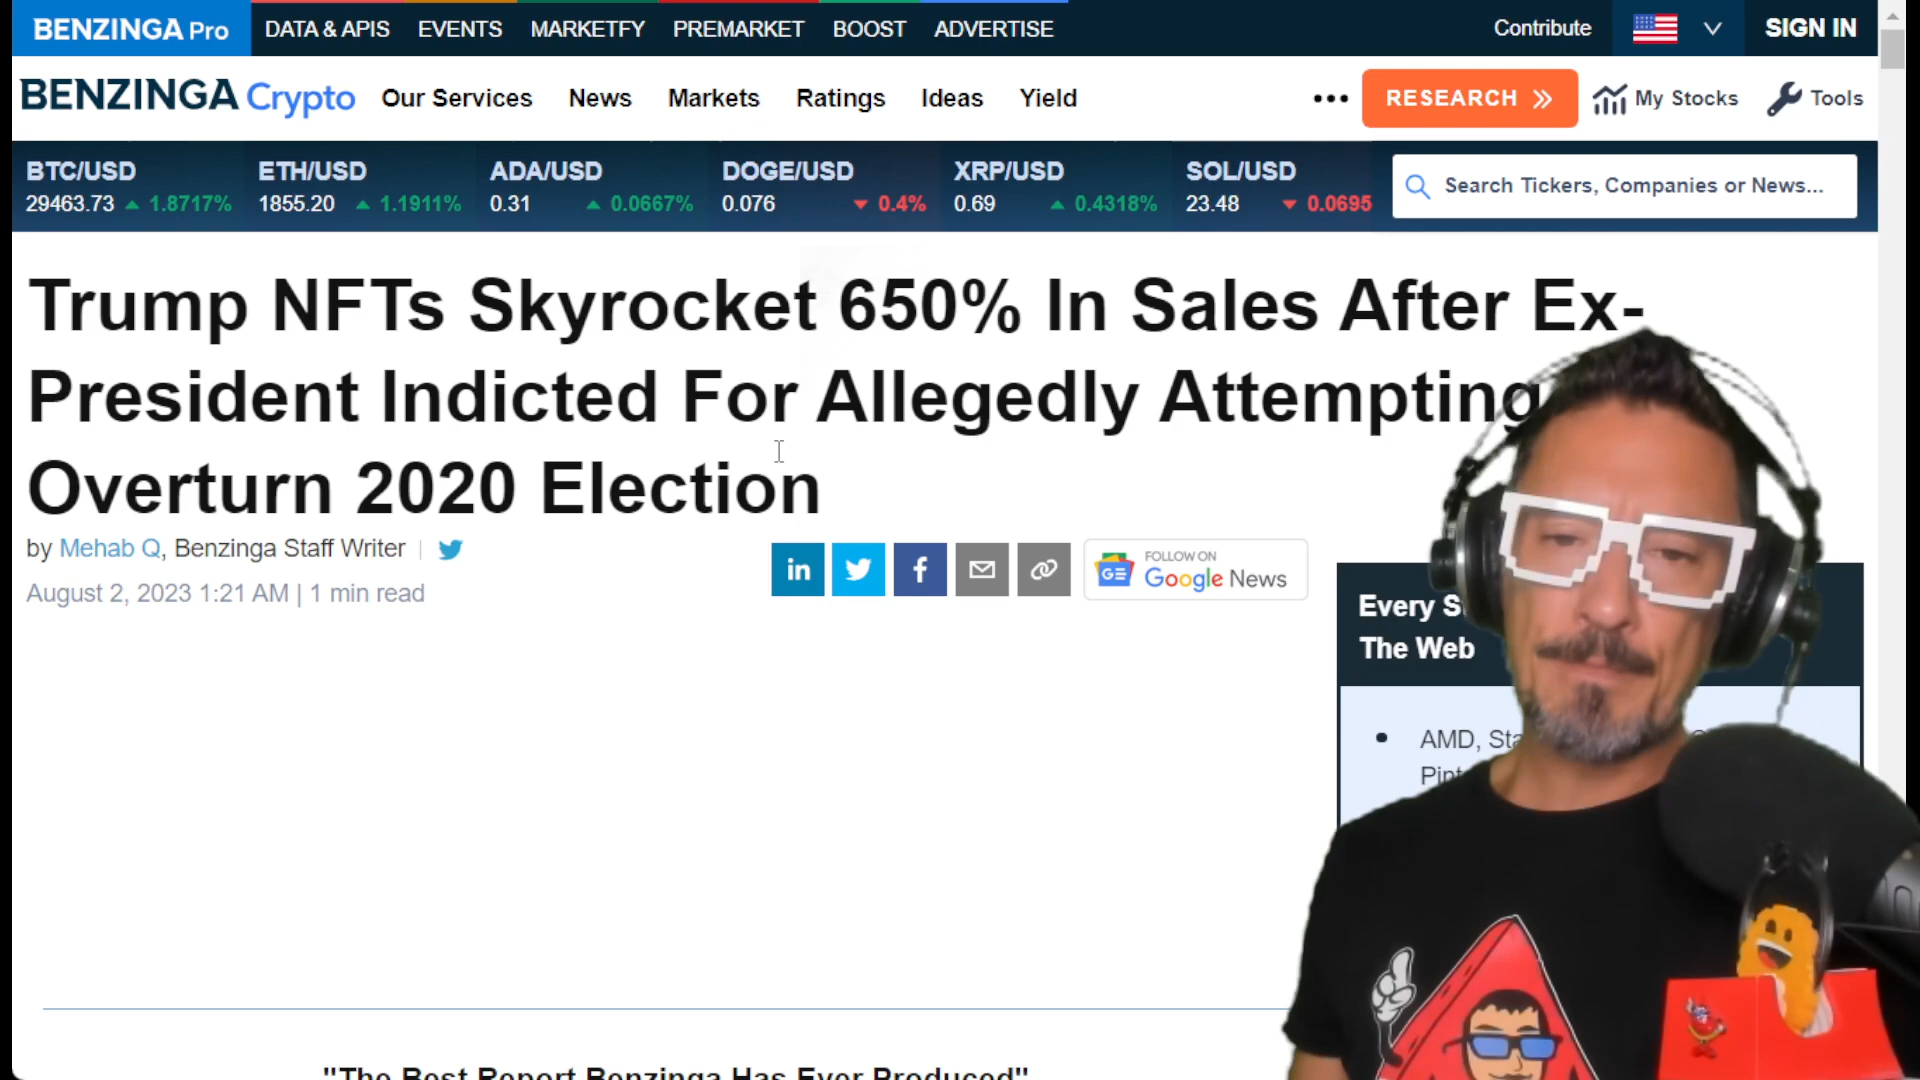 BENZINGA Pro DATA & APIS EVENTS MARKETFY PREMARKET BOOST ADVERTISE Contribute SIGN IN
BENZINGA Crypto Our Services News Markets Ratings Ideas Yield ••• RESEARCH My Stocks Tools
BTC/USD ETH/USD ADA/USD DOGE/USD XRP/USD SOL/USD
29463.73 ▲ 1.8717% 1855.20 ▲ 1.1911% 0.31 ▲ 0.0667% 0.076 ▼ 0.4% 0.69 ▲ 0.4318% 23.48 ▼ 0.0695
Search Tickers, Companies or News...
Trump NFTs Skyrocket 650% In Sales After Ex-
President Indicted For Allegedly Attempting
Overturn 2020 Election
by Mehab Q, Benzinga Staff Writer |
August 2, 2023 1:21 AM | 1 min read
in f GE FOLLOW ON
Google News
Every
The Web
• AMD,
"The Best Report Benzinga Has Ever Produced"